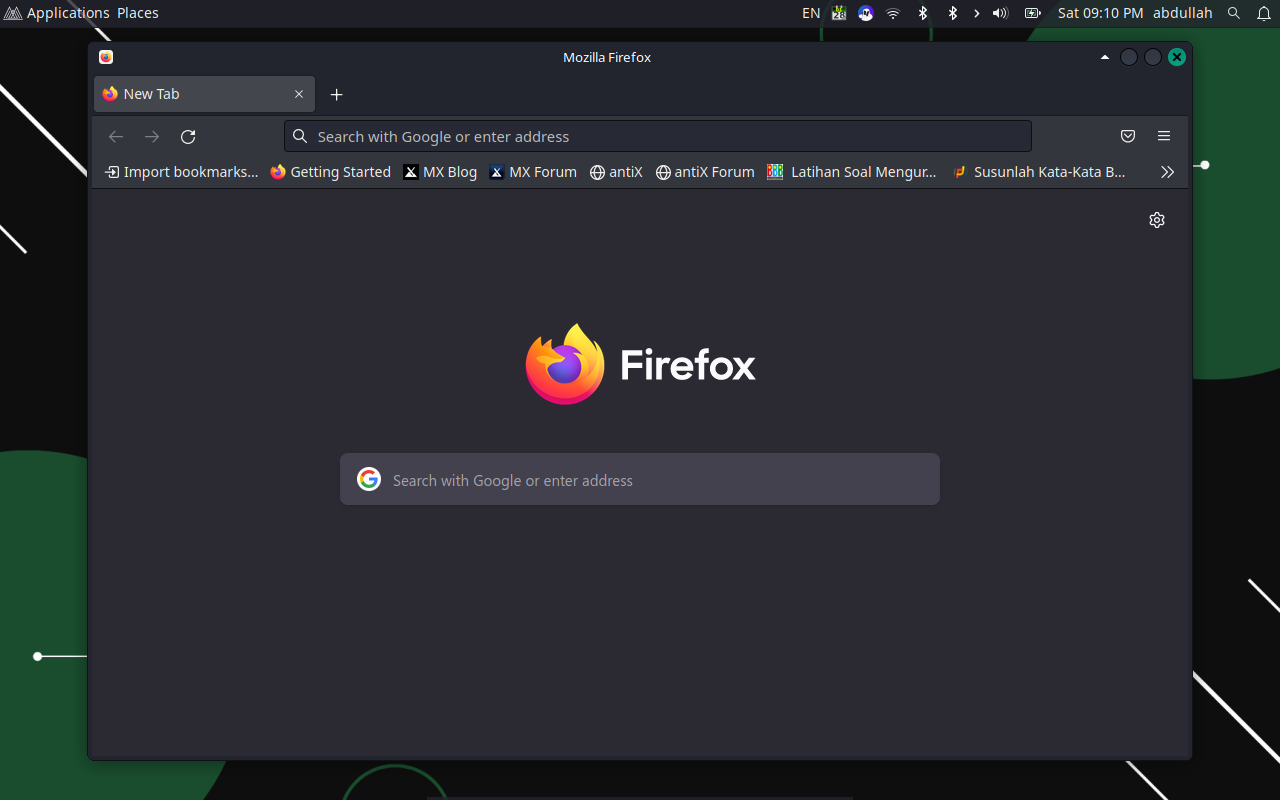 Applications Places EN 28 Sat 09:10 PM abdullah
Mozilla Firefox
New Tab
Search with Google or enter address
Import bookmarks... Getting Started MX Blog MX Forum antiX antiX Forum Latihan Soal Mengur... Susunlah Kata-Kata B...
Firefox
Search with Google or enter address